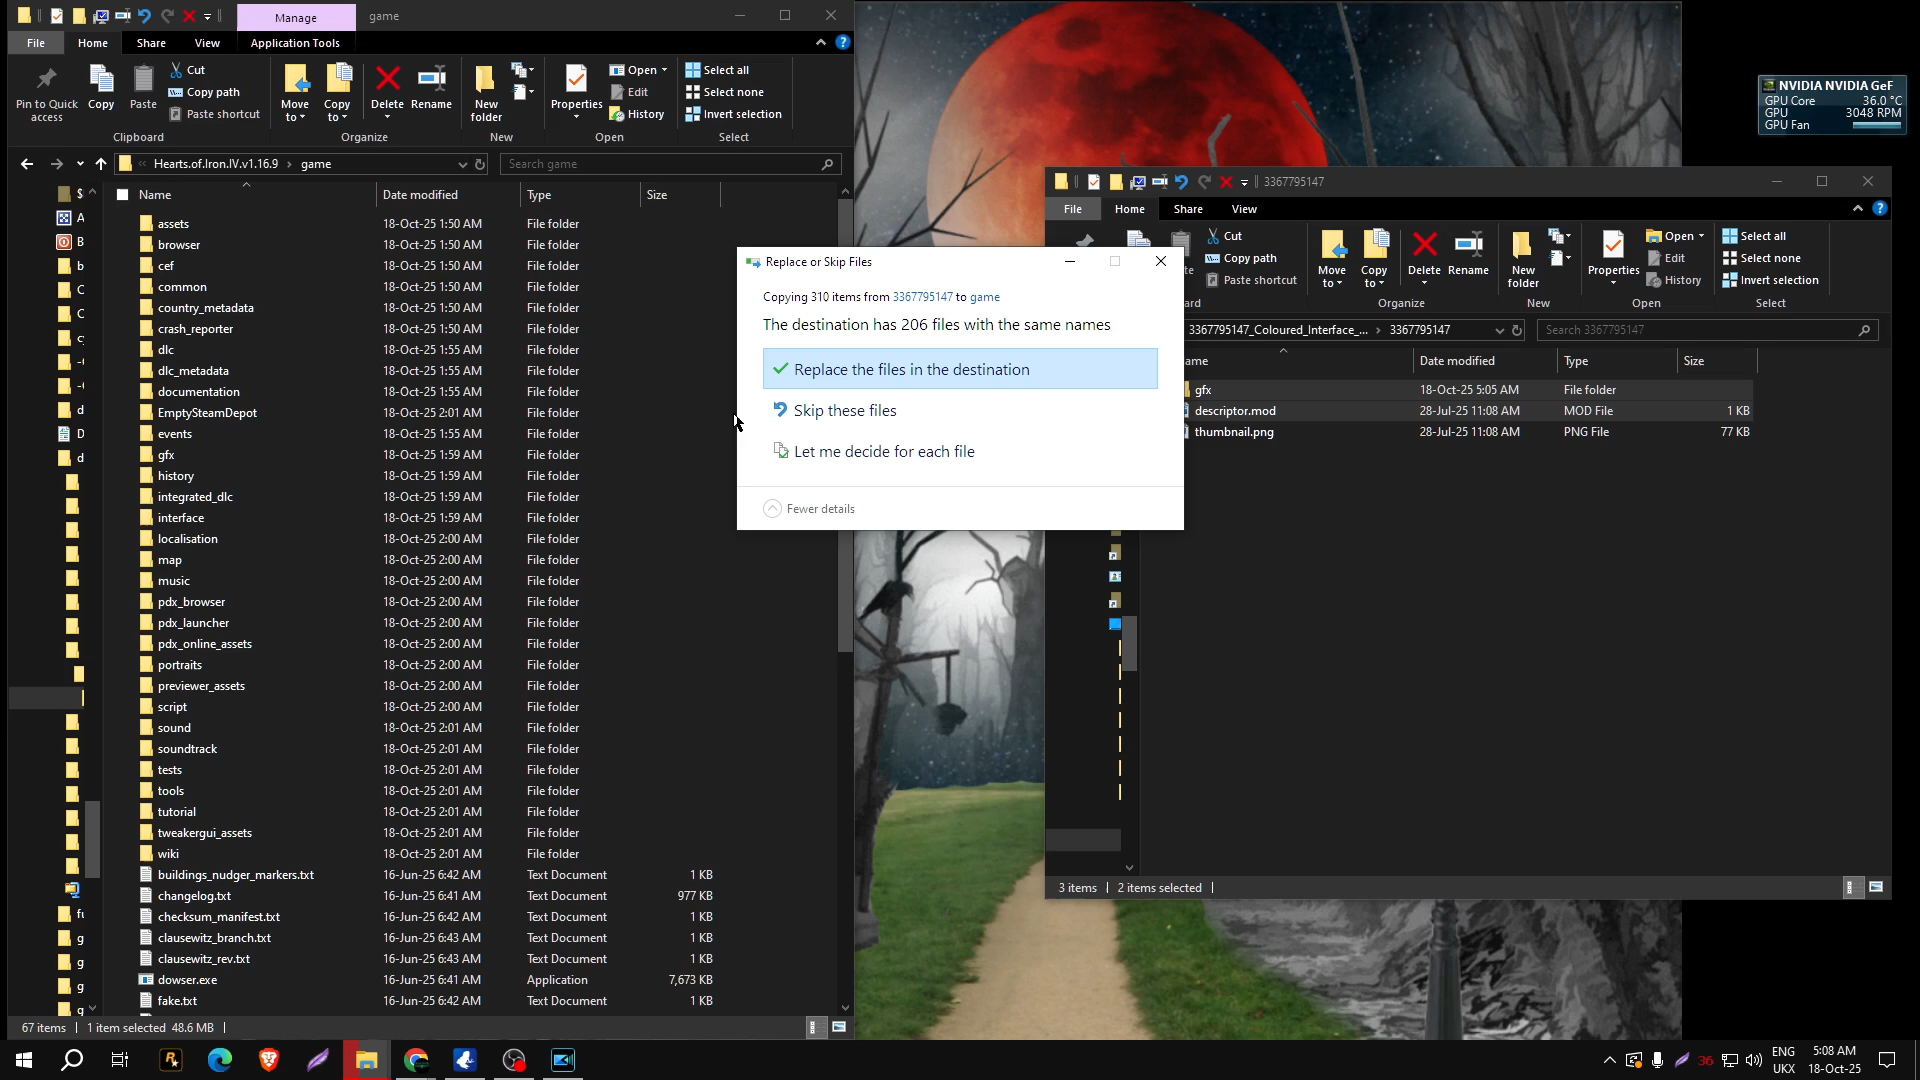 Manage
game
File
Home
Share
View
Application Tools
Pin to Quick access
Copy
Paste
Cut
Copy path
Paste shortcut
Clipboard
Move to
Copy to
Delete
Rename
Organize
New folder
New
Properties
Open
Edit
History
Open
Select all
Select none
Invert selection
Select
Hearts.of.Iron.IV.v1.16.9 › game
Search game
Name Date modified Type Size
assets 18-Oct-25 1:50 AM File folder
browser 18-Oct-25 1:50 AM File folder
cef 18-Oct-25 1:50 AM File folder
common 18-Oct-25 1:50 AM File folder
country_metadata 18-Oct-25 1:50 AM File folder
crash_reporter 18-Oct-25 1:50 AM File folder
dlc 18-Oct-25 1:55 AM File folder
dlc_metadata 18-Oct-25 1:55 AM File folder
documentation 18-Oct-25 1:55 AM File folder
EmptySteamDepot 18-Oct-25 2:01 AM File folder
events 18-Oct-25 1:55 AM File folder
gfx 18-Oct-25 1:59 AM File folder
history 18-Oct-25 1:59 AM File folder
integrated_dlc 18-Oct-25 1:59 AM File folder
interface 18-Oct-25 1:59 AM File folder
localisation 18-Oct-25 2:00 AM File folder
map 18-Oct-25 2:00 AM File folder
music 18-Oct-25 2:00 AM File folder
pdx_browser 18-Oct-25 2:00 AM File folder
pdx_launcher 18-Oct-25 2:00 AM File folder
pdx_online_assets 18-Oct-25 2:00 AM File folder
portraits 18-Oct-25 2:00 AM File folder
previewer_assets 18-Oct-25 2:00 AM File folder
script 18-Oct-25 2:00 AM File folder
sound 18-Oct-25 2:01 AM File folder
soundtrack 18-Oct-25 2:01 AM File folder
tests 18-Oct-25 2:01 AM File folder
tools 18-Oct-25 2:01 AM File folder
tutorial 18-Oct-25 2:01 AM File folder
tweakergui_assets 18-Oct-25 2:01 AM File folder
wiki 18-Oct-25 2:01 AM File folder
buildings_nudger_markers.txt 16-Jun-25 6:42 AM Text Document 1 KB
changelog.txt 16-Jun-25 6:41 AM Text Document 977 KB
checksum_manifest.txt 16-Jun-25 6:42 AM Text Document 1 KB
clausewitz_branch.txt 16-Jun-25 6:43 AM Text Document 1 KB
clausewitz_rev.txt 16-Jun-25 6:43 AM Text Document 1 KB
dowser.exe 16-Jun-25 6:41 AM Application 7,673 KB
fake.txt 16-Jun-25 6:42 AM Text Document 1 KB
67 items 1 item selected 48.6 MB
Replace or Skip Files
Copying 310 items from 3367795147 to game
The destination has 206 files with the same names
Replace the files in the destination
Skip these files
Let me decide for each file
Fewer details
NVIDIA NVIDIA GeF
GPU Core 36.0 °C
GPU 3048 RPM
GPU Fan
3367795147
File
Home
Share
View
Cut
Copy path
Paste shortcut
Move to
Copy to
Delete
Rename
Organize
New folder
New
Properties
Open
Edit
History
Open
Select all
Select none
Invert selection
Select
3367795147_Coloured_Interface_... › 3367795147
Search 3367795147
ame Date modified Type Size
gfx 18-Oct-25 5:05 AM File folder
descriptor.mod 28-Jul-25 11:08 AM MOD File 1 KB
thumbnail.png 28-Jul-25 11:08 AM PNG File 77 KB
3 items 2 items selected
36
ENG
UKX
5:08 AM
18-Oct-25